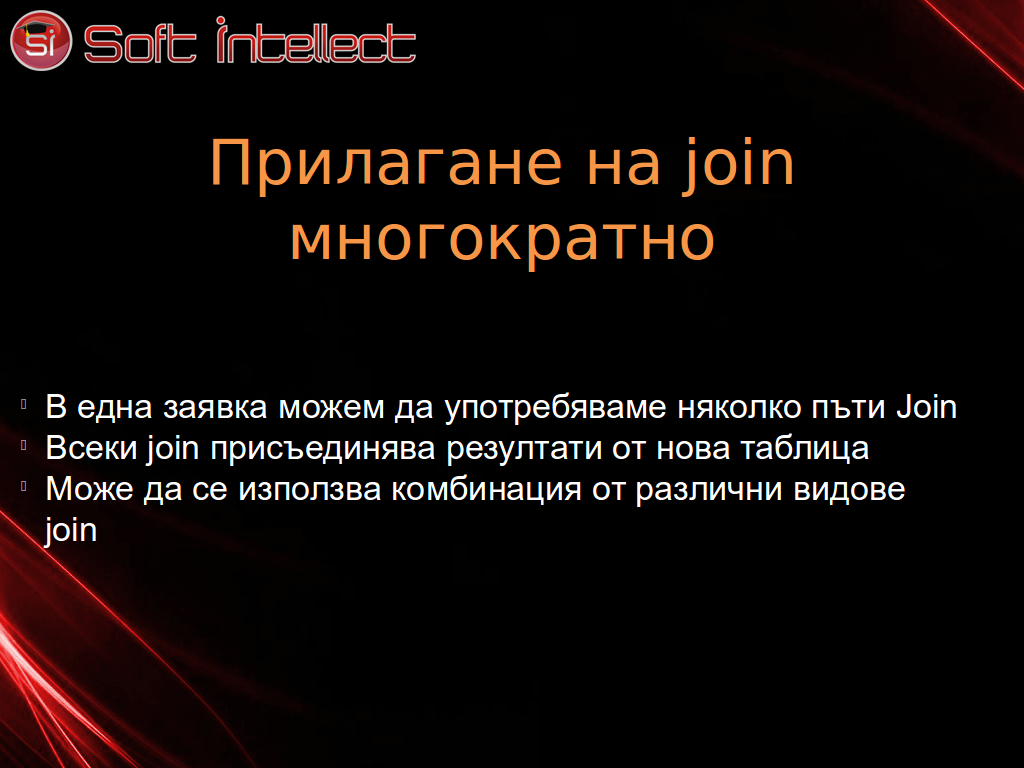 Si Soft Intellect
Прилагане на join
многократно
В една заявка можем да употребяваме няколко пъти Join
Всеки join присъединява резултати от нова таблица
Може да се използва комбинация от различни видове
join